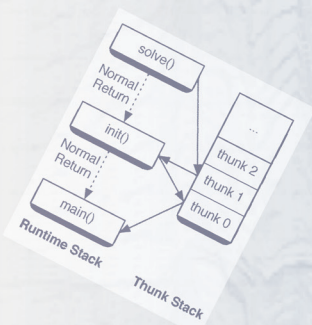 solve()
Normal
Return
init()
Normal
Return
main()
Runtime Stack
...
thunk 2
thunk 1
thunk 0
Thunk Stack